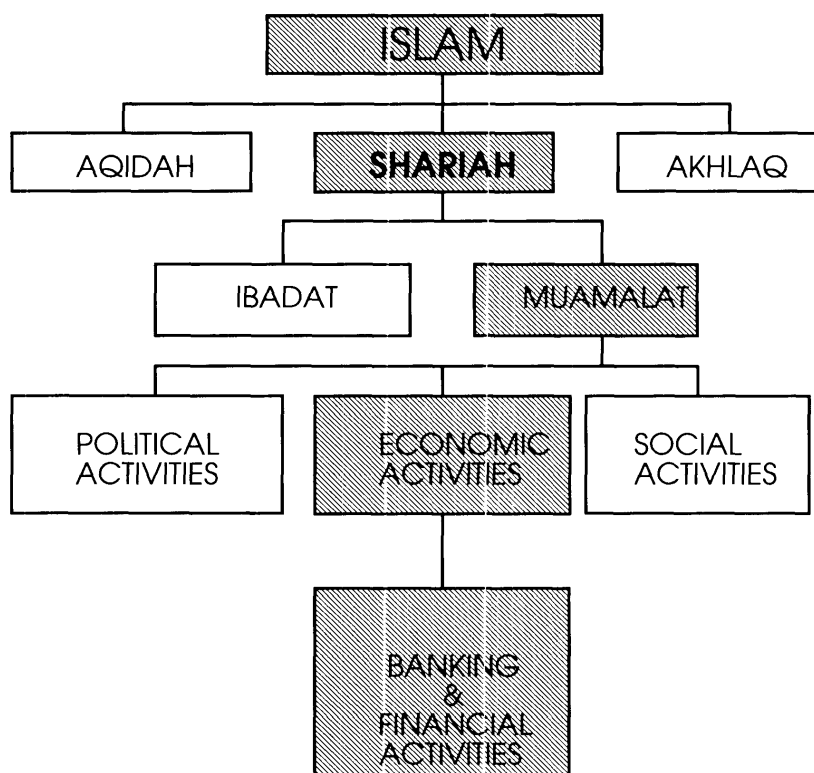 ISLAM
AQIDAH
SHARIAH
AKHLAQ
IBADAT
MUAMALAT
POLITICAL
ACTIVITIES
ECONOMIC
ACTIVITIES
SOCIAL
ACTIVITIES
BANKING
&
FINANCIAL
ACTIVITIES